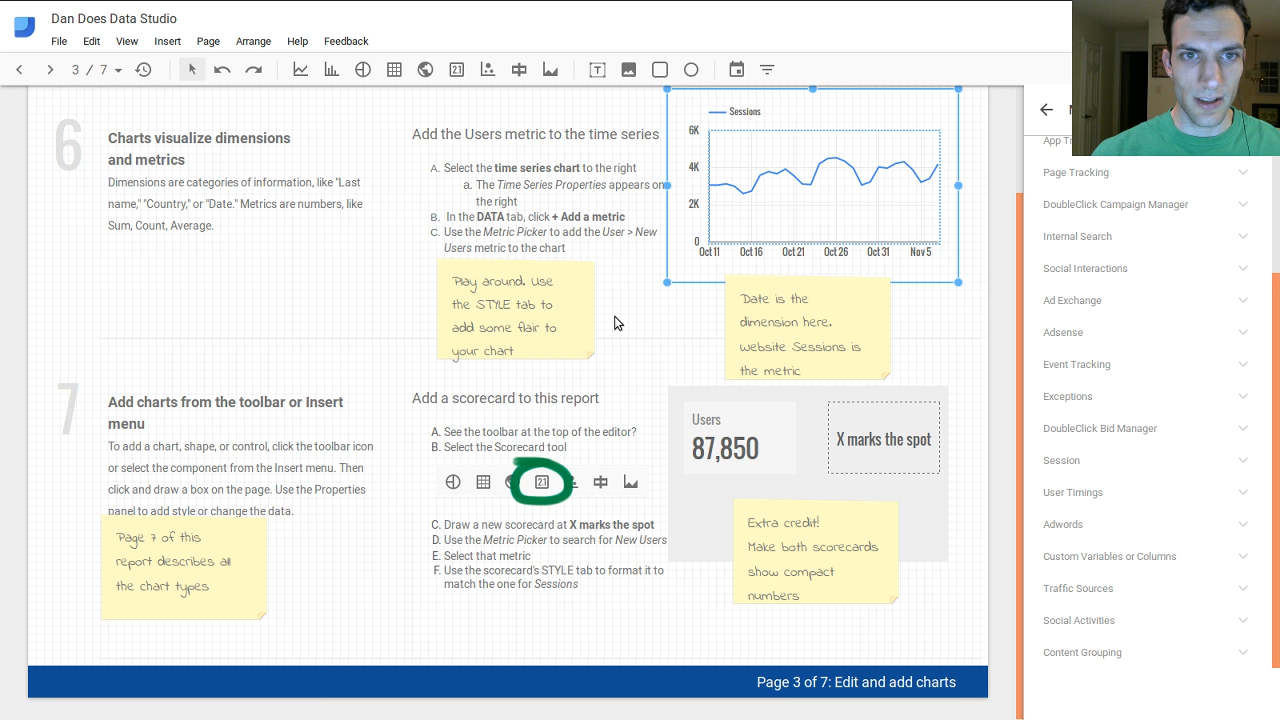 Dan Does Data Studio
File Edit View Insert Page Arrange Help Feedback
3 / 7
6
Charts visualize dimensions
and metrics
Dimensions are categories of information, like "Last
name," "Country," or "Date." Metrics are numbers, like
Sum, Count, Average.
Add the Users metric to the time series
A. Select the time series chart to the right
a. The Time Series Properties appears on
the right
B. In the DATA tab, click + Add a metric
C. Use the Metric Picker to add the User > New
Users metric to the chart
Play around. Use
the STYLE tab to
add some flair to
your chart
Sessions
6K
4K
2K
0
Oct 11 Oct 16 Oct 21 Oct 26 Oct 31 Nov 5
Date is the
dimension here.
Website Sessions is
the metric
7
Add charts from the toolbar or Insert
menu
To add a chart, shape, or control, click the toolbar icon
or select the component from the Insert menu. Then
click and draw a box on the page. Use the Properties
panel to add style or change the data.
Page 7 of this
report describes all
the chart types
Add a scorecard to this report
A. See the toolbar at the top of the editor?
B. Select the Scorecard tool
21
C. Draw a new scorecard at X marks the spot
D. Use the Metric Picker to search for New Users
E. Select that metric
F. Use the scorecard's STYLE tab to format it to
match the one for Sessions
Users
87,850
X marks the spot
Extra credit!
Make both scorecards
show compact
numbers
Page 3 of 7: Edit and add charts
Page Tracking
DoubleClick Campaign Manager
Internal Search
Social Interactions
Ad Exchange
Adsense
Event Tracking
Exceptions
DoubleClick Bid Manager
Session
User Timings
Adwords
Custom Variables or Columns
Traffic Sources
Social Activities
Content Grouping